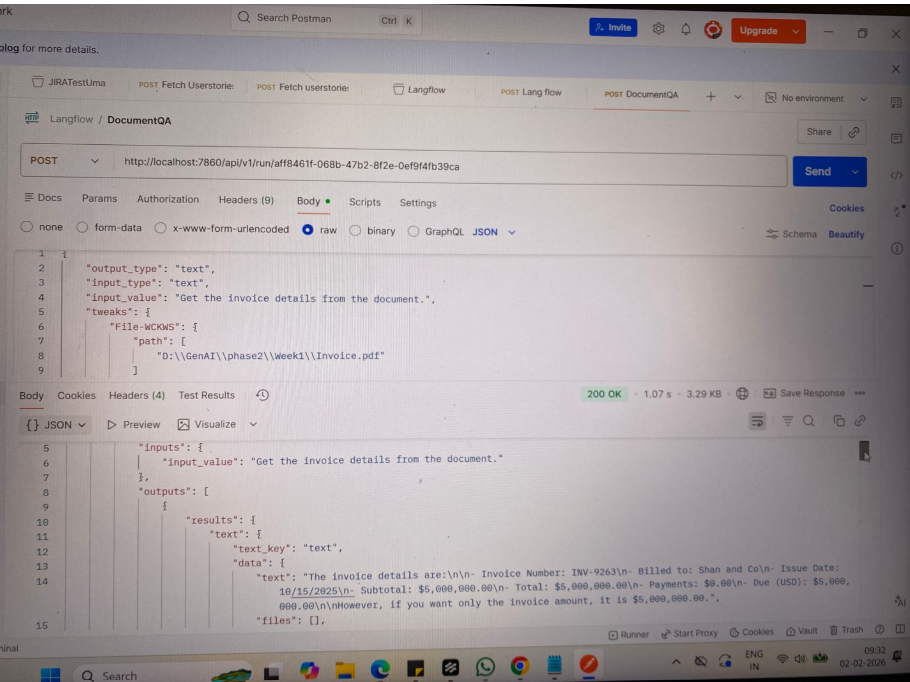 Search Postman Ctrl K
Invite
Upgrade
blog for more details.
JIRATestUma
POST Fetch Userstorie:
POST Fetch userstorie:
Langflow
POST Lang flow
POST DocumentQA
No environment
HTTP Langflow / DocumentQA
Share
POST
http://localhost:7860/api/v1/run/aff8461f-068b-47b2-8f2e-0ef9f4fb39ca
Send
Docs Params Authorization Headers (9) Body Scripts Settings
Cookies
none form-data x-www-form-urlencoded raw binary GraphQL JSON
Schema Beautify
1 {
2 "output_type": "text",
3 "input_type": "text",
4 "input_value": "Get the invoice details from the document.",
5 "tweaks": {
6 "File-WCKWS": {
7 "path": [
8 "D:\\GenAI\\phase2\\Week1\\Invoice.pdf"
9 ]
Body Cookies Headers (4) Test Results
200 OK 1.07 s 3.29 KB Save Response
{} JSON Preview Visualize
5 "inputs": {
6 "input_value": "Get the invoice details from the document."
7 },
8 "outputs": [
9 {
10 "results": {
11 "text": {
12 "text_key": "text",
13 "data": {
14 "text": "The invoice details are:\n\n- Invoice Number: INV-9263\n- Billed to: Shan and Co\n- Issue Date:
10/15/2025\n- Subtotal: $5,000,000.00\n- Total: $5,000,000.00\n- Payments: $0.00\n- Due (USD): $5,000,
000.00\n\nHowever, if you want only the invoice amount, it is $5,000,000.00.",
15 "files": [],
Runner Start Proxy Cookies Vault Trash
minal
Search
ENG
IN
09:32
02-02-2026